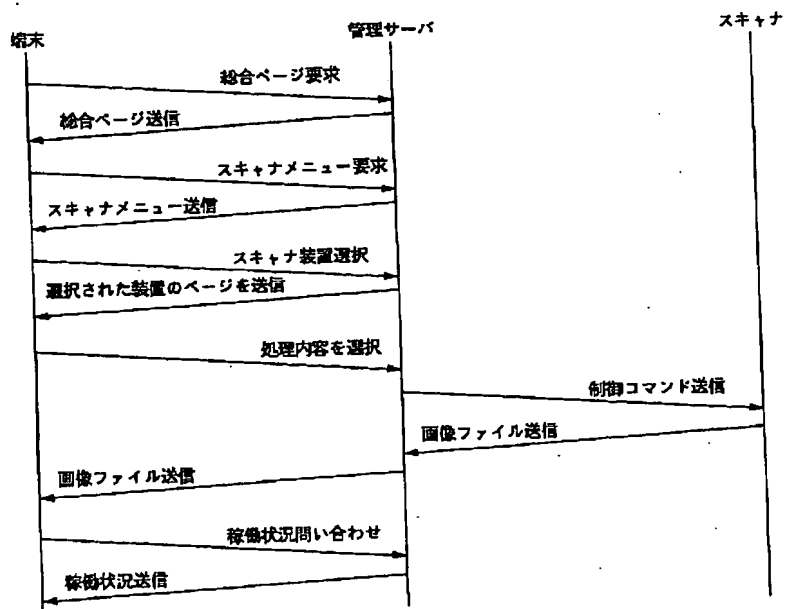 端末
管理サーバ
スキャナ
総合ページ要求
総合ページ送信
スキャナメニュー要求
スキャナメニュー送信
スキャナ装置選択
選択された装置のページを送信
処理内容を選択
制御コマンド送信
画像ファイル送信
画像ファイル送信
稼働状況問い合わせ
稼働状況送信